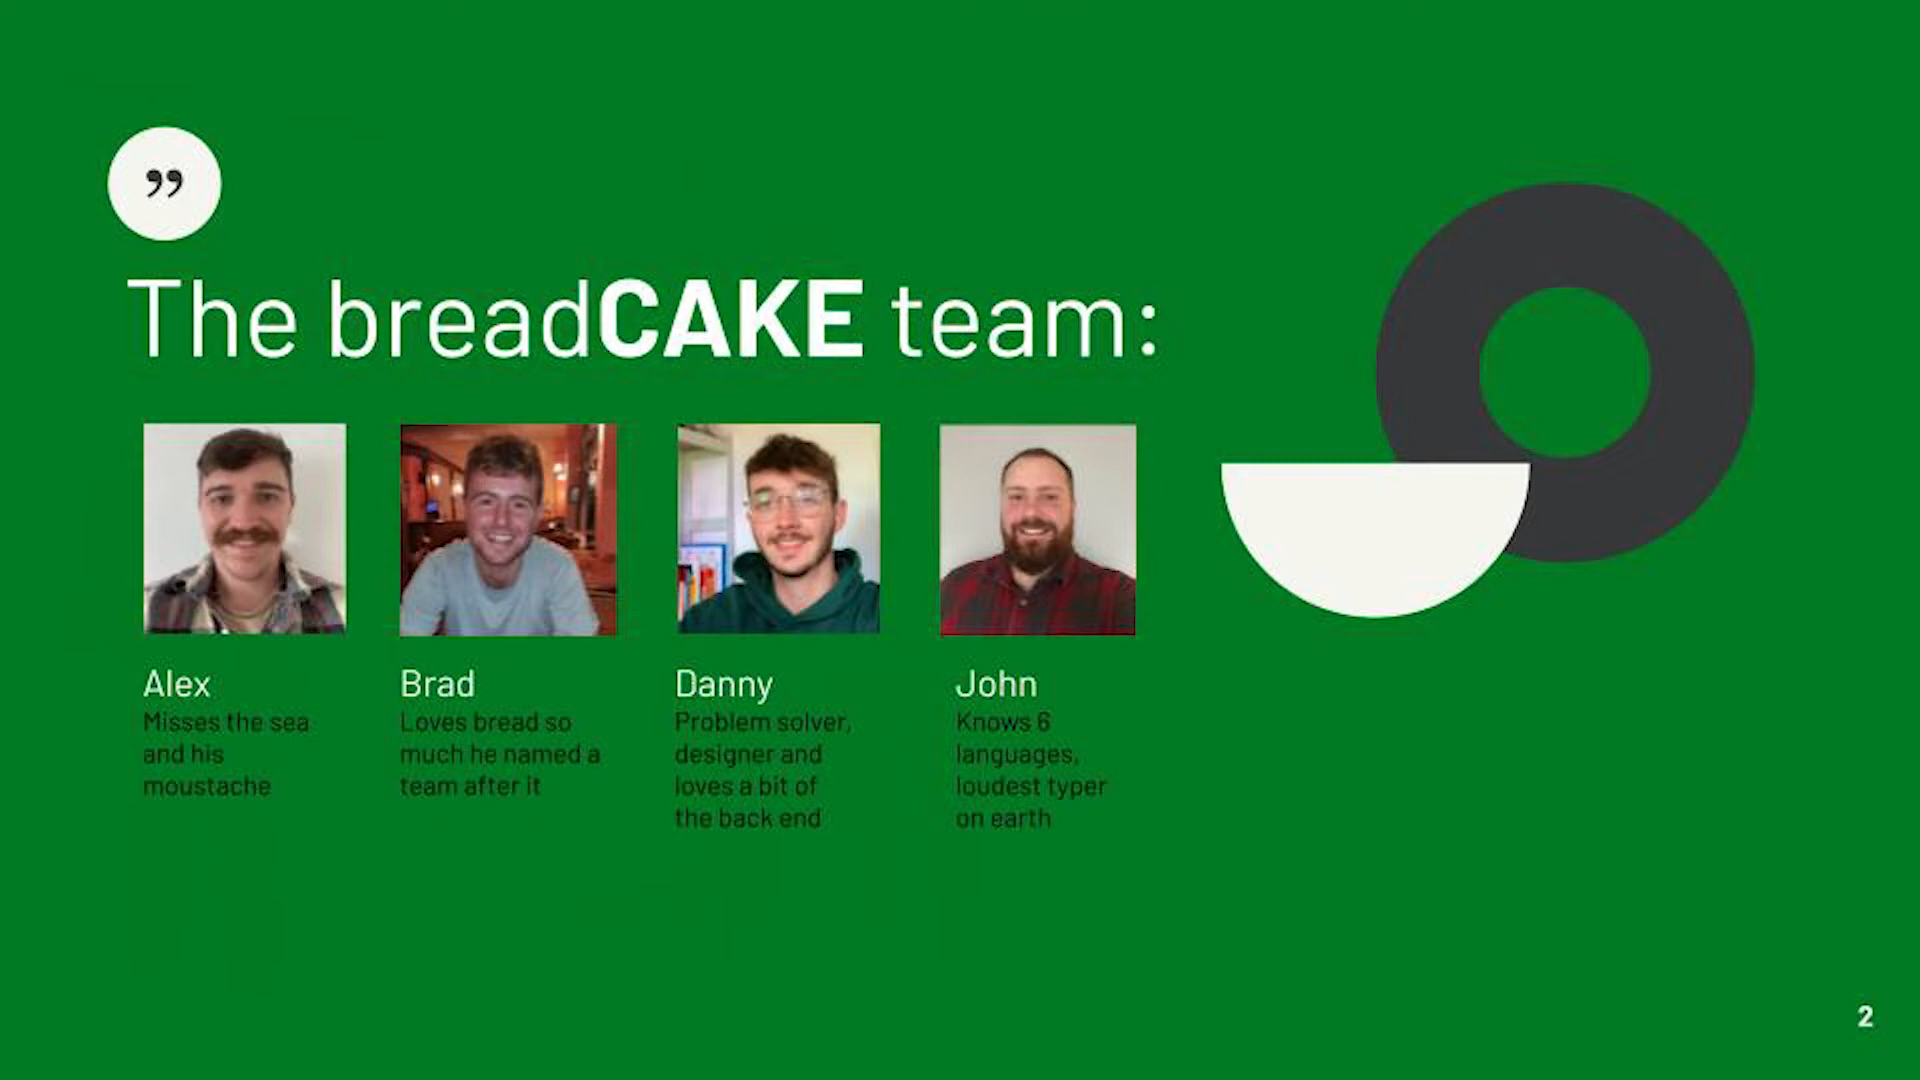 ”
The breadCAKE team:
Alex
Misses the sea
and his
moustache
Brad
Loves bread so
much he named a
team after it
Danny
Problem solver,
designer and
loves a bit of
the back end
John
Knows 6
languages,
loudest typer
on earth
2